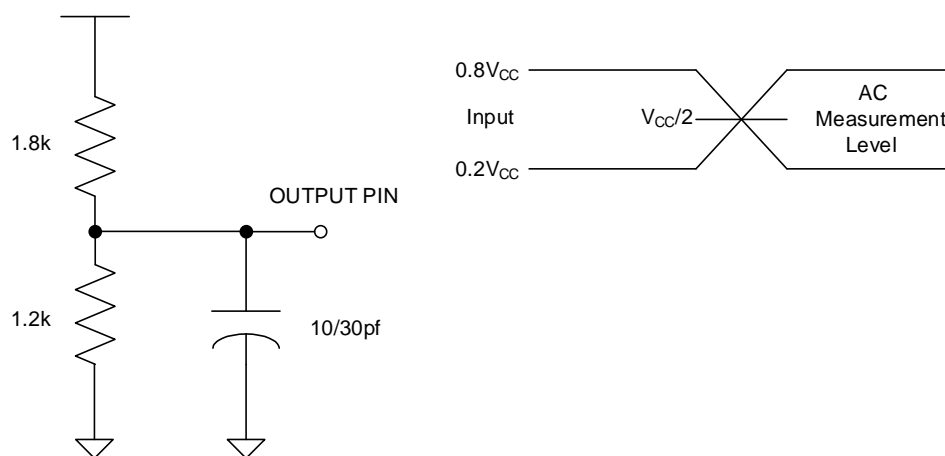 1.8k
OUTPUT PIN
1.2k
10/30pf
0.8VCC
Input
VCC/2
0.2VCC
AC
Measurement
Level